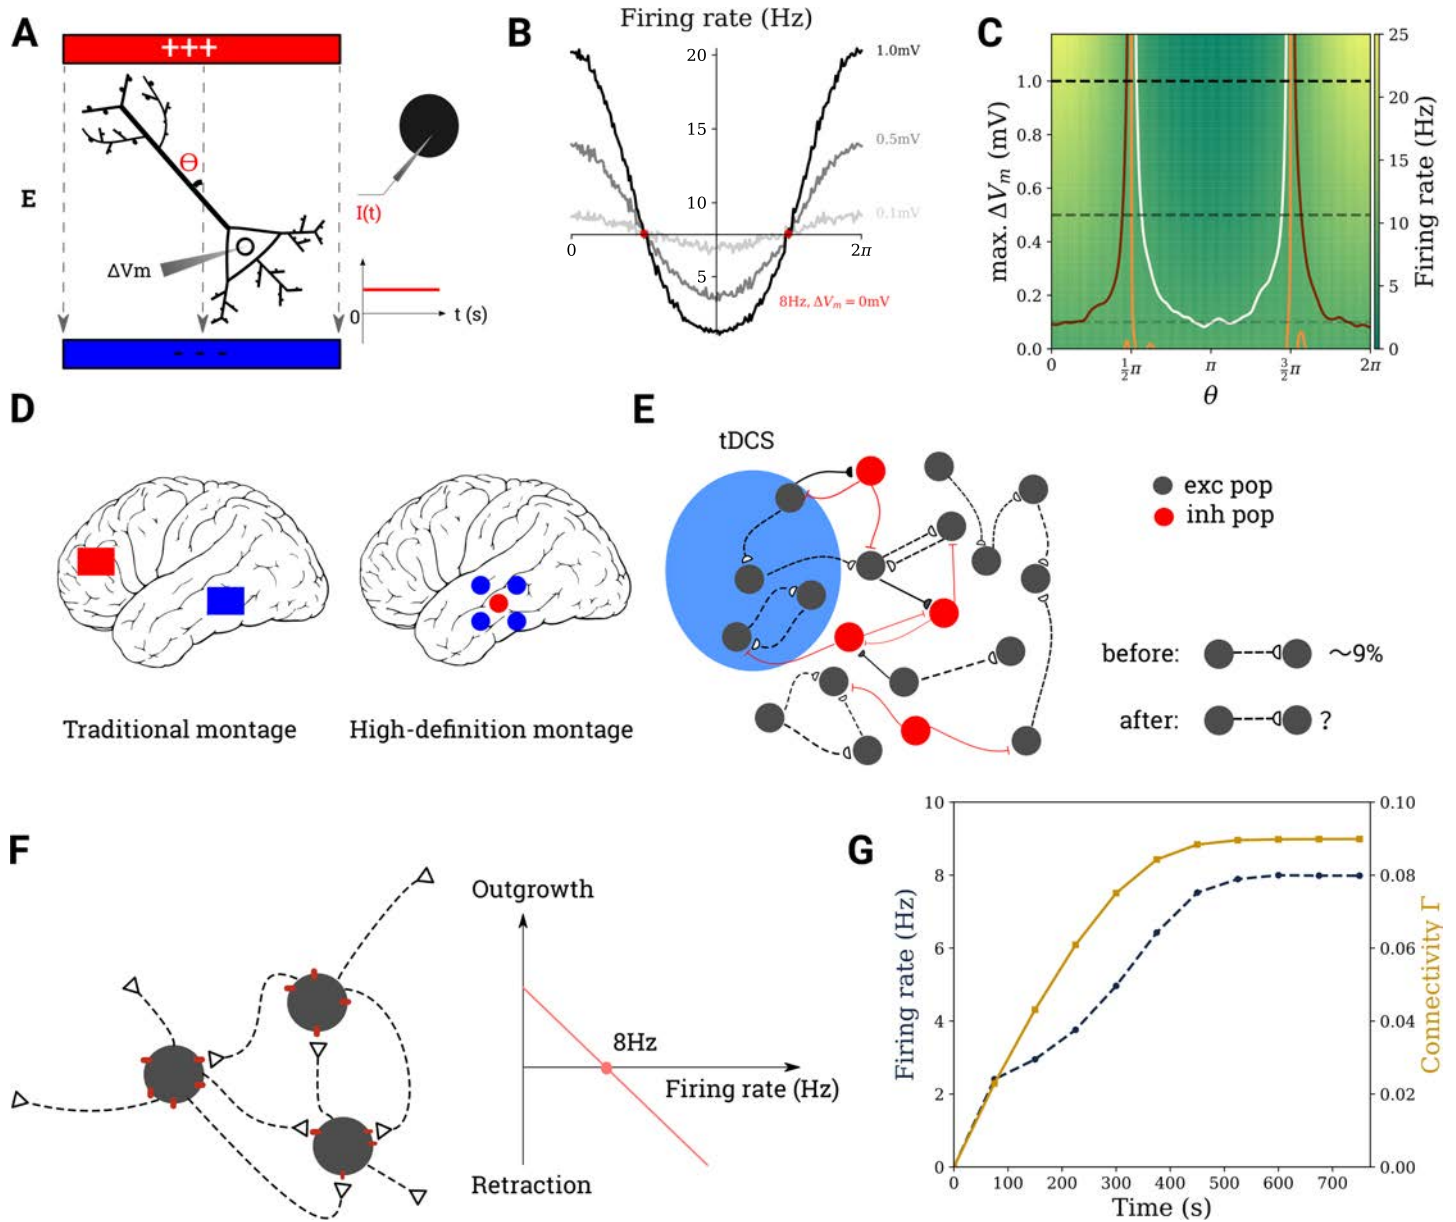 A
+++
E
Θ
ΔVm
- - -
I(t)
0
t (s)
B
Firing rate (Hz)
20
15
10
5
0
2π
1.0mV
0.5mV
0.1mV
8Hz, ΔVm = 0mV
C
max. ΔVm (mV)
1.0
0.8
0.6
0.4
0.2
0.0
0
1/2 π
π
3/2 π
2π
θ
25
20
15
10
5
0
Firing rate (Hz)
D
Traditional montage
High-definition montage
E
tDCS
exc pop
inh pop
before: ~9%
after: ?
F
Outgrowth
8Hz
Firing rate (Hz)
Retraction
G
Firing rate (Hz)
10
8
6
4
2
0
0.10
0.08
0.06
0.04
0.02
0.00
Connectivity Γ
0 100 200 300 400 500 600 700
Time (s)